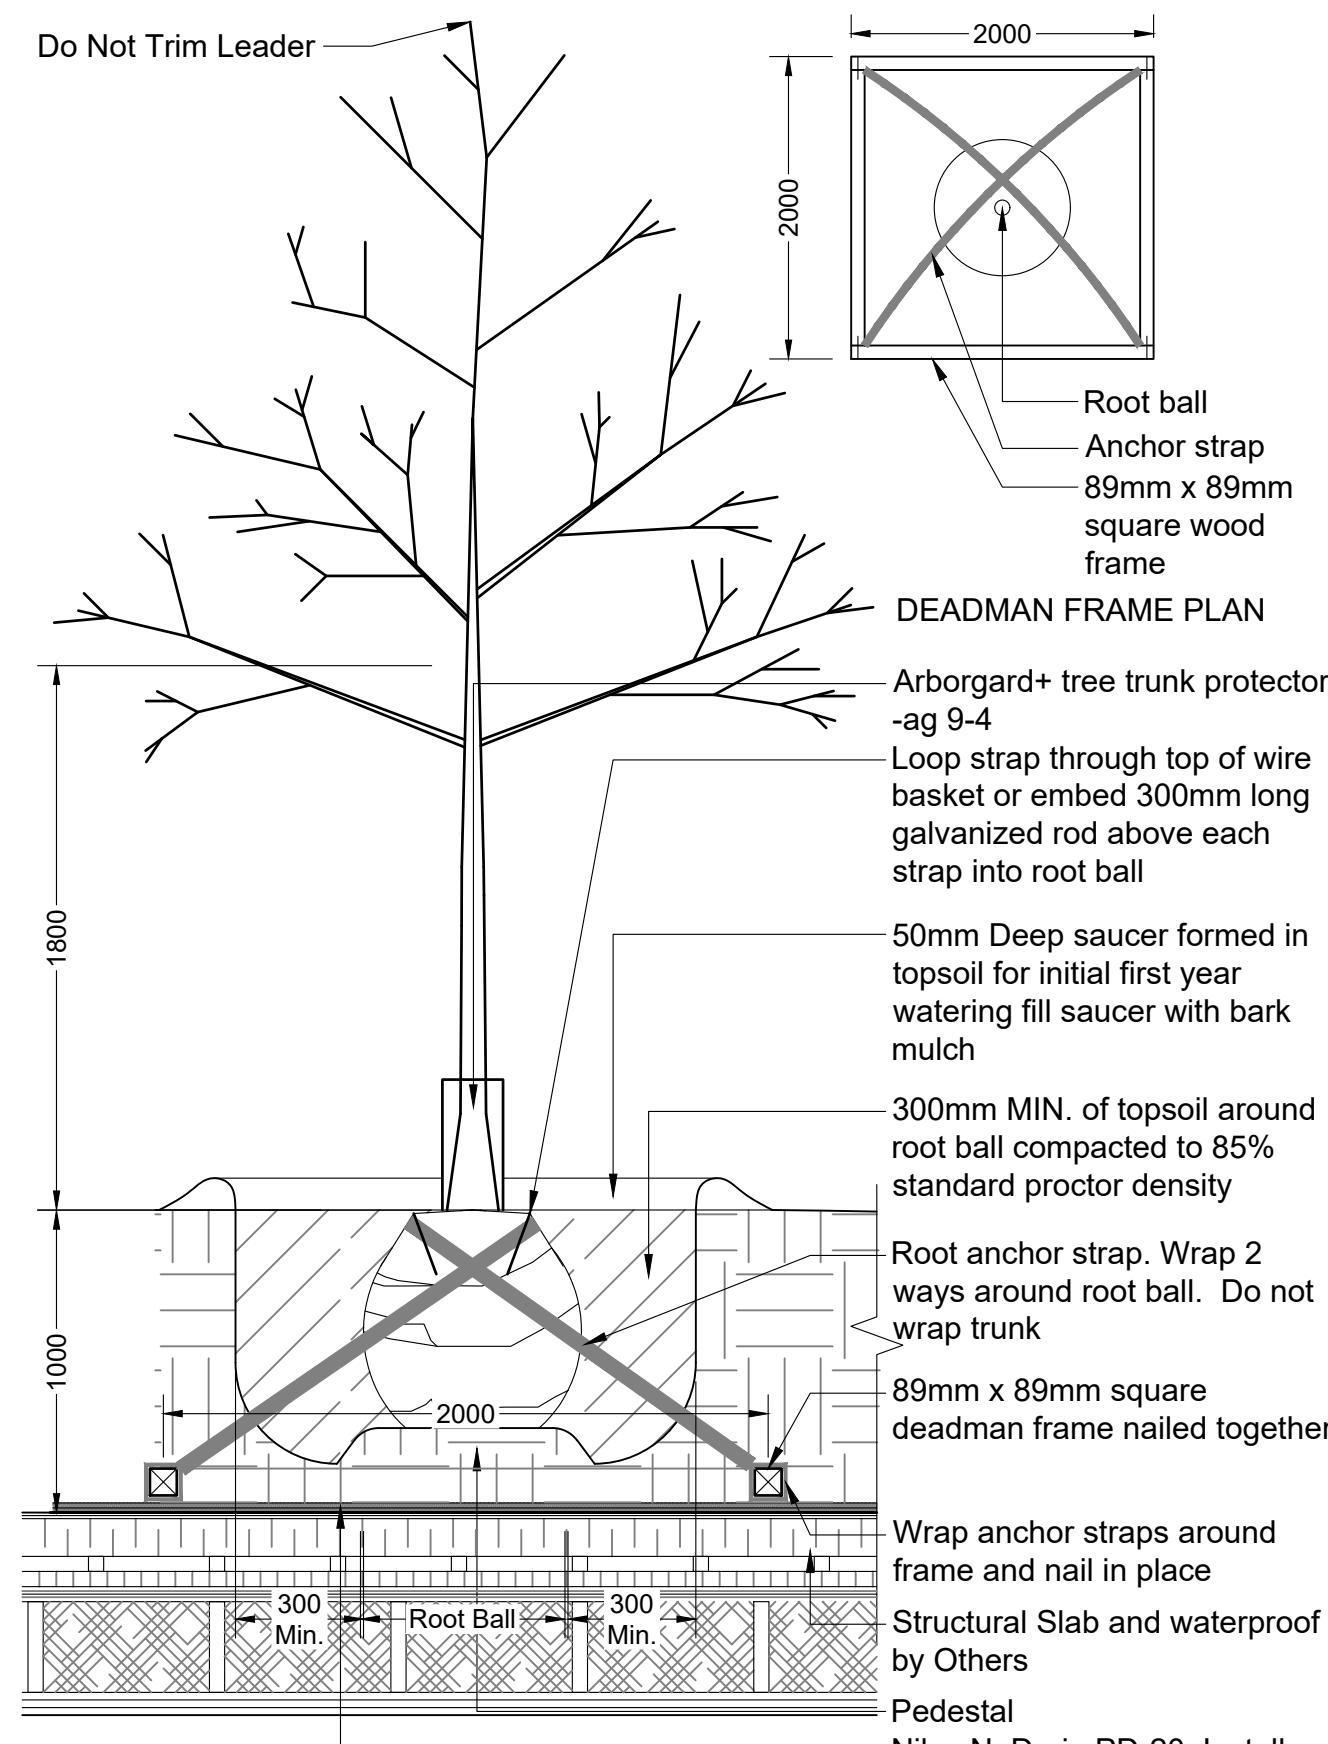 Do Not Trim Leader
2000
2000
Root ball
Anchor strap
89mm x 89mm
square wood
frame
DEADMAN FRAME PLAN
Arborgard+ tree trunk protector
-ag 9-4
Loop strap through top of wire
basket or embed 300mm long
galvanized rod above each
strap into root ball
50mm Deep saucer formed in
topsoil for initial first year
watering fill saucer with bark
mulch
300mm MIN. of topsoil around
root ball compacted to 85%
standard proctor density
Root anchor strap. Wrap 2
ways around root ball.  Do not
wrap trunk
89mm x 89mm square
deadman frame nailed together
Wrap anchor straps around
frame and nail in place
Structural Slab and waterproof
by Others
Pedestal
1800
1000
2000
300
Min.
Root Ball
300
Min.